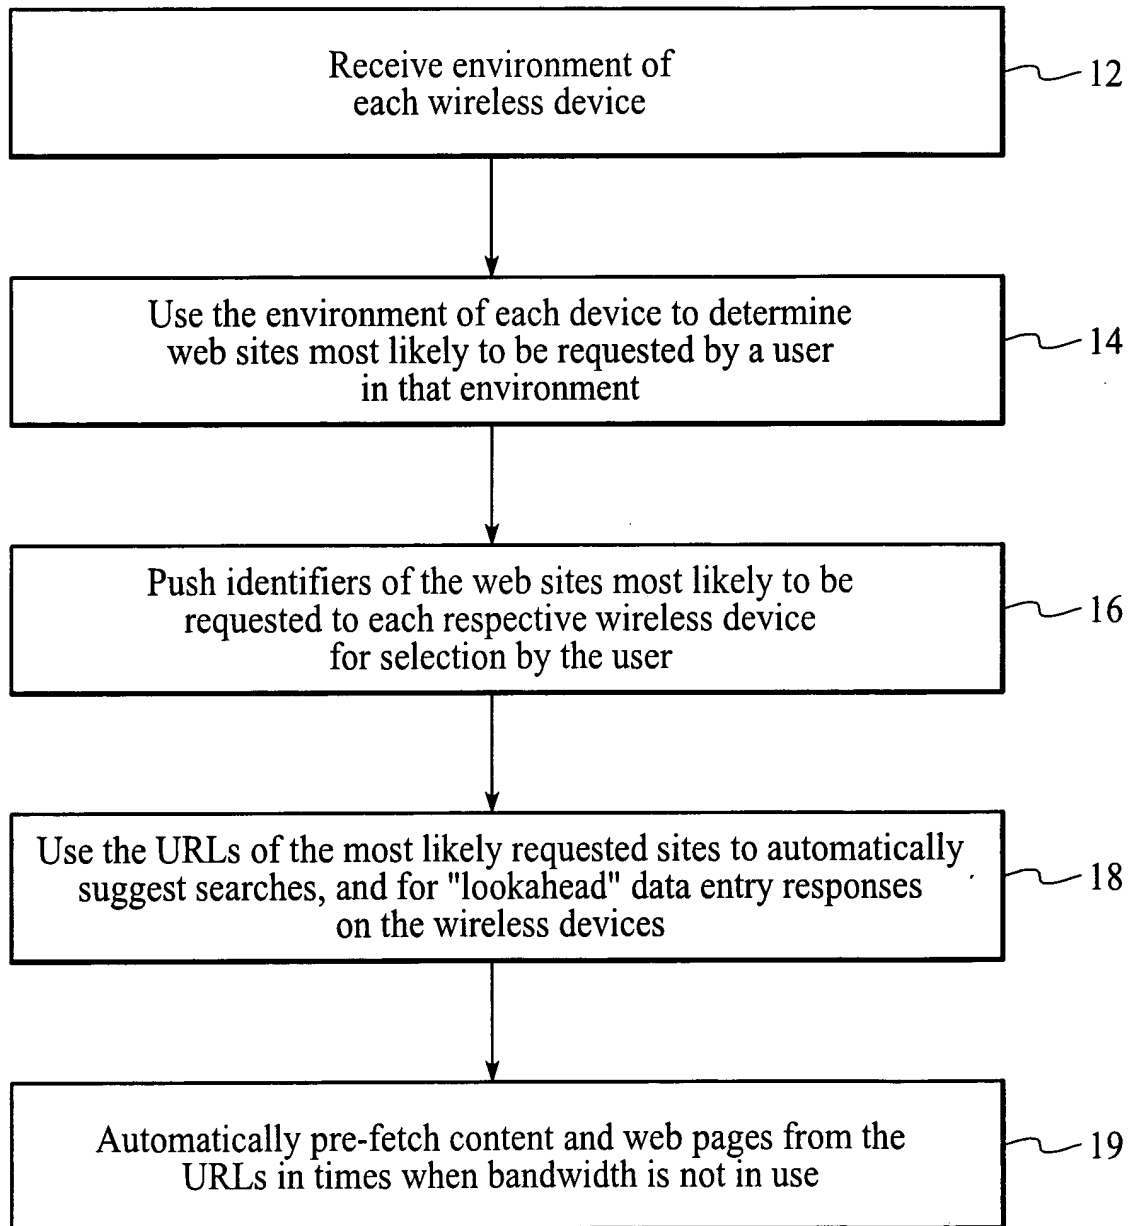 Receive environment of
each wireless device
12
Use the environment of each device to determine
web sites most likely to be requested by a user
in that environment
14
Push identifiers of the web sites most likely to be
requested to each respective wireless device
for selection by the user
16
Use the URLs of the most likely requested sites to automatically
suggest searches, and for "lookahead" data entry responses
on the wireless devices
18
Automatically pre-fetch content and web pages from the
URLs in times when bandwidth is not in use
19